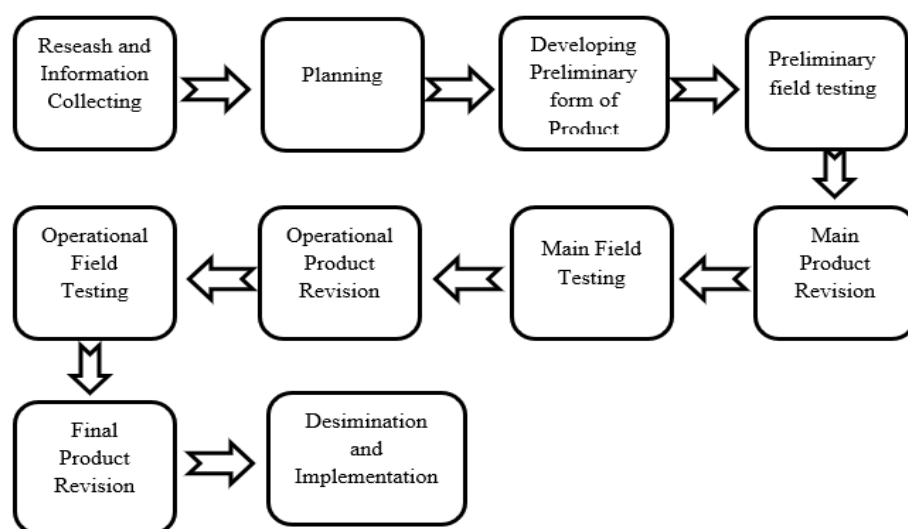 Reseash and
Information
Collecting
Planning
Developing
Preliminary
form of
Product
Preliminary
field testing
Main
Product
Revision
Main Field
Testing
Operational
Product
Revision
Operational
Field
Testing
Final
Product
Revision
Desimination
and
Implementation